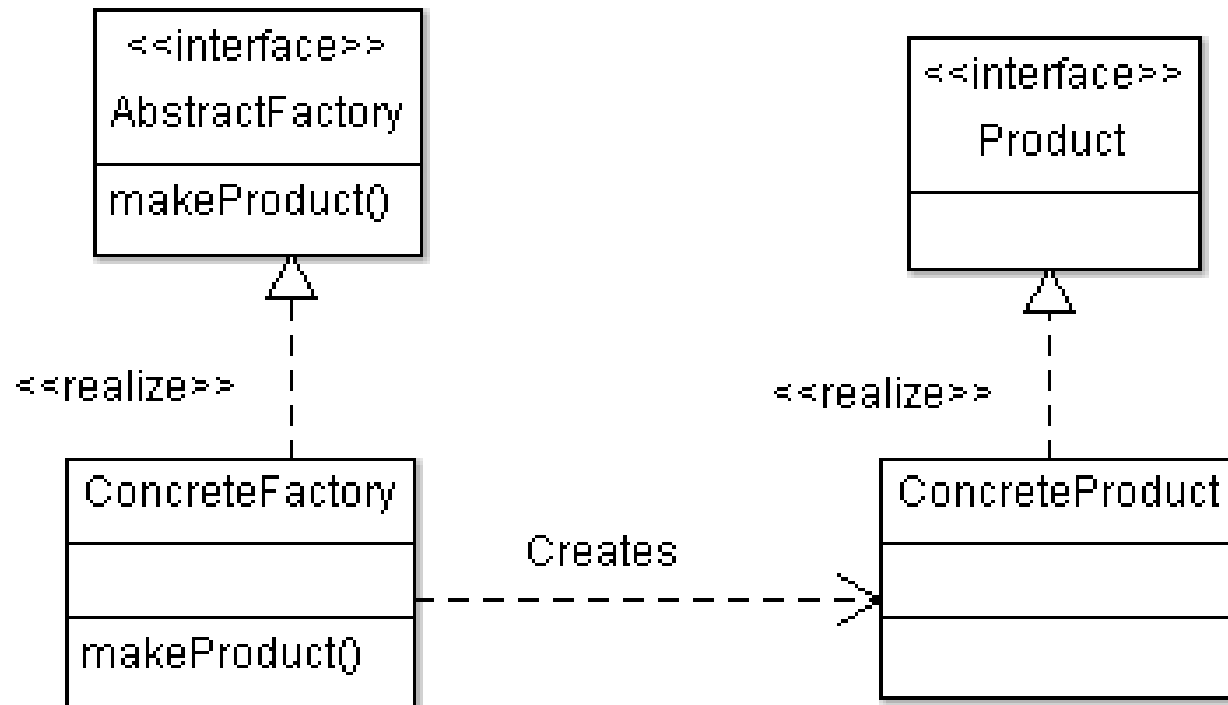 <<interface>>
AbstractFactory
makeProduct()
<<interface>>
Product
<<realize>>
<<realize>>
ConcreteFactory
makeProduct()
Creates
ConcreteProduct